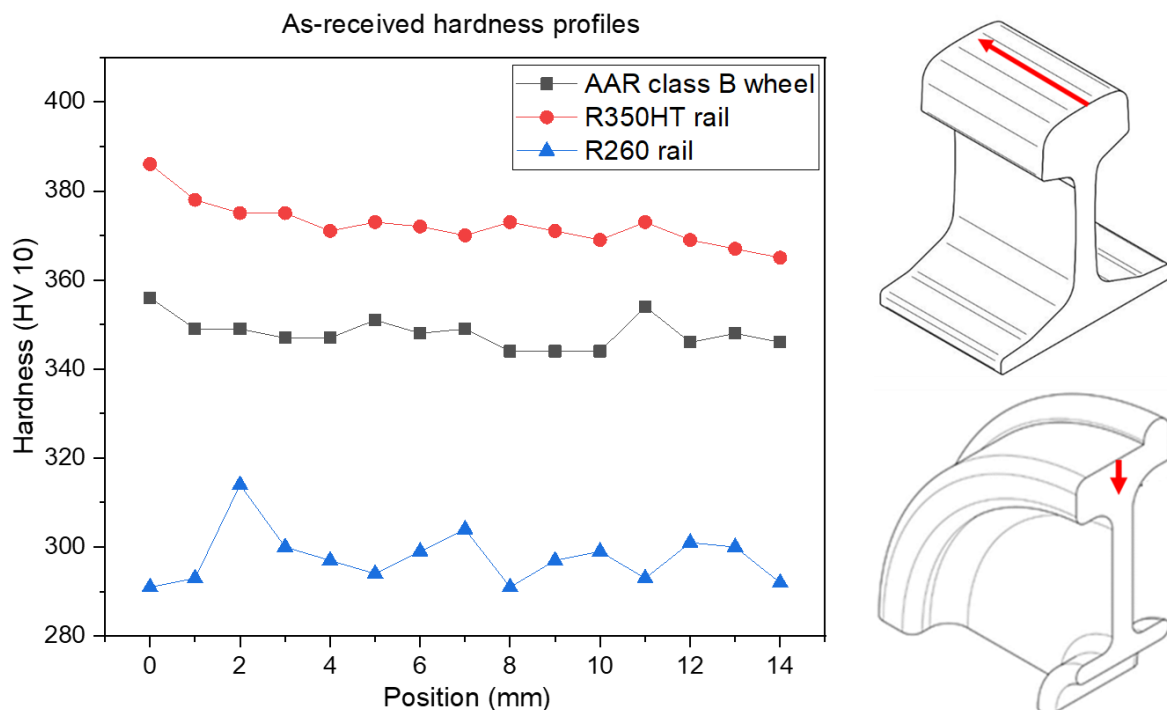 As-received hardness profiles
AAR class B wheel
R350HT rail
R260 rail
Hardness (HV 10)
400
380
360
340
320
300
280
0 2 4 6 8 10 12 14
Position (mm)